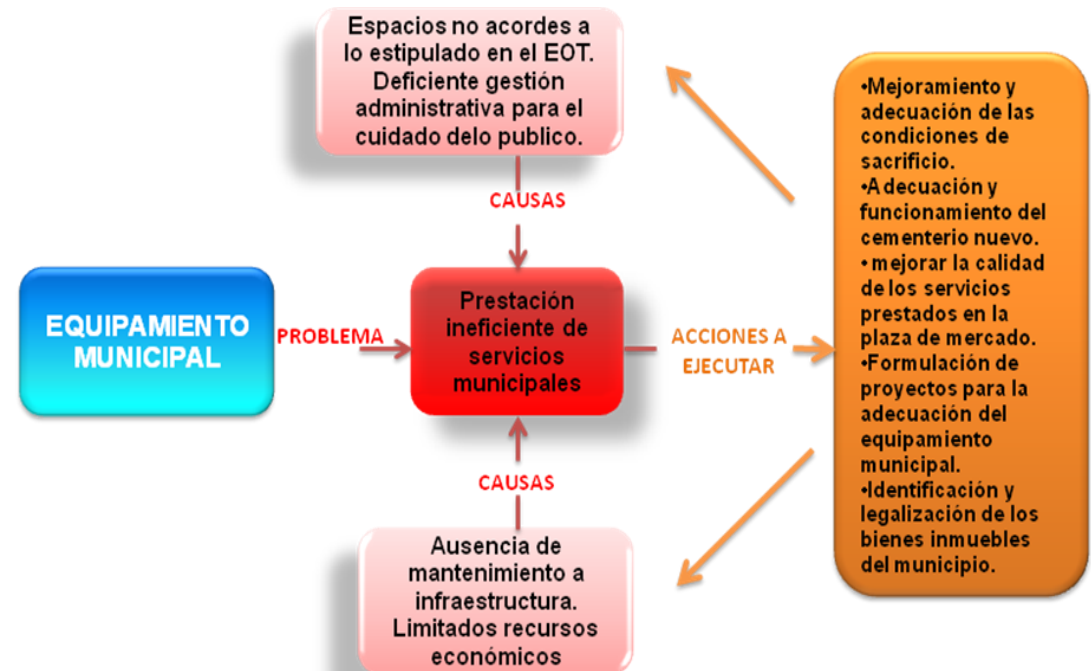 Espacios no acordes a
lo estipulado en el EOT.
Deficiente gestión
administrativa para el
cuidado delo publico.
CAUSAS
EQUIPAMIENTO
MUNICIPAL
PROBLEMA
Prestación
ineficiente de
servicios
municipales
ACCIONES A
EJECUTAR
•Mejoramiento y
adecuación de las
condiciones de
sacrificio.
•Adecuación y
funcionamiento del
cementerio nuevo.
• mejorar la calidad
de los servicios
prestados en la
plaza de mercado.
•Formulación de
proyectos para la
adecuación del
equipamiento
municipal.
•Identificación y
legalización de los
bienes inmuebles
del municipio.
CAUSAS
Ausencia de
mantenimiento a
infraestructura.
Limitados recursos
económicos